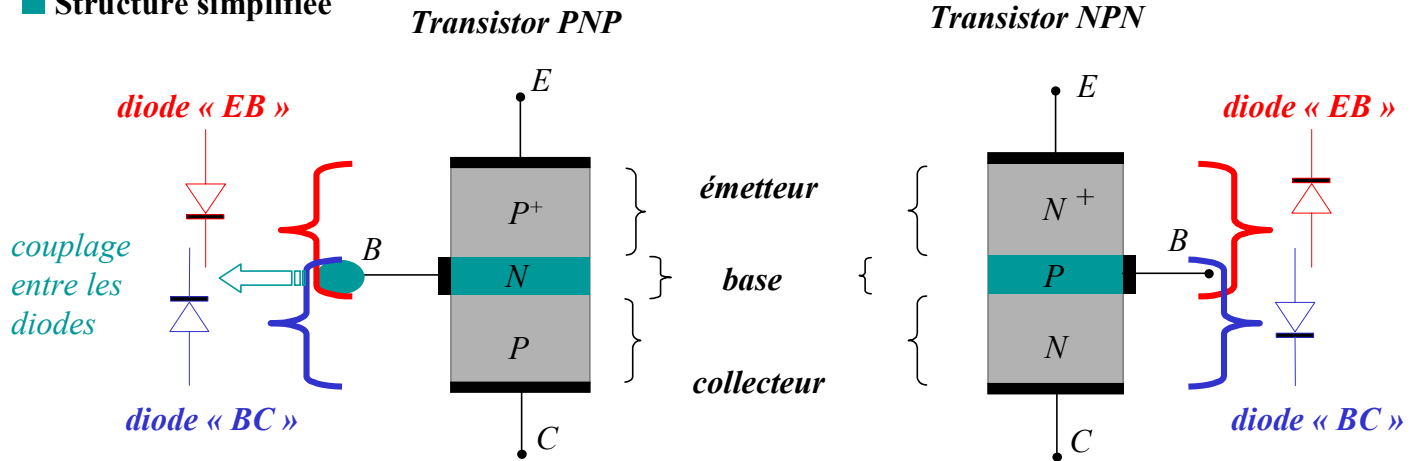 Structure simplifiée
Transistor PNP
Transistor NPN
E
E
diode « EB »
diode « EB »
émetteur
P+
N +
couplage
entre les
diodes
B
B
N
base
P
P
N
collecteur
diode « BC »
diode « BC »
C
C